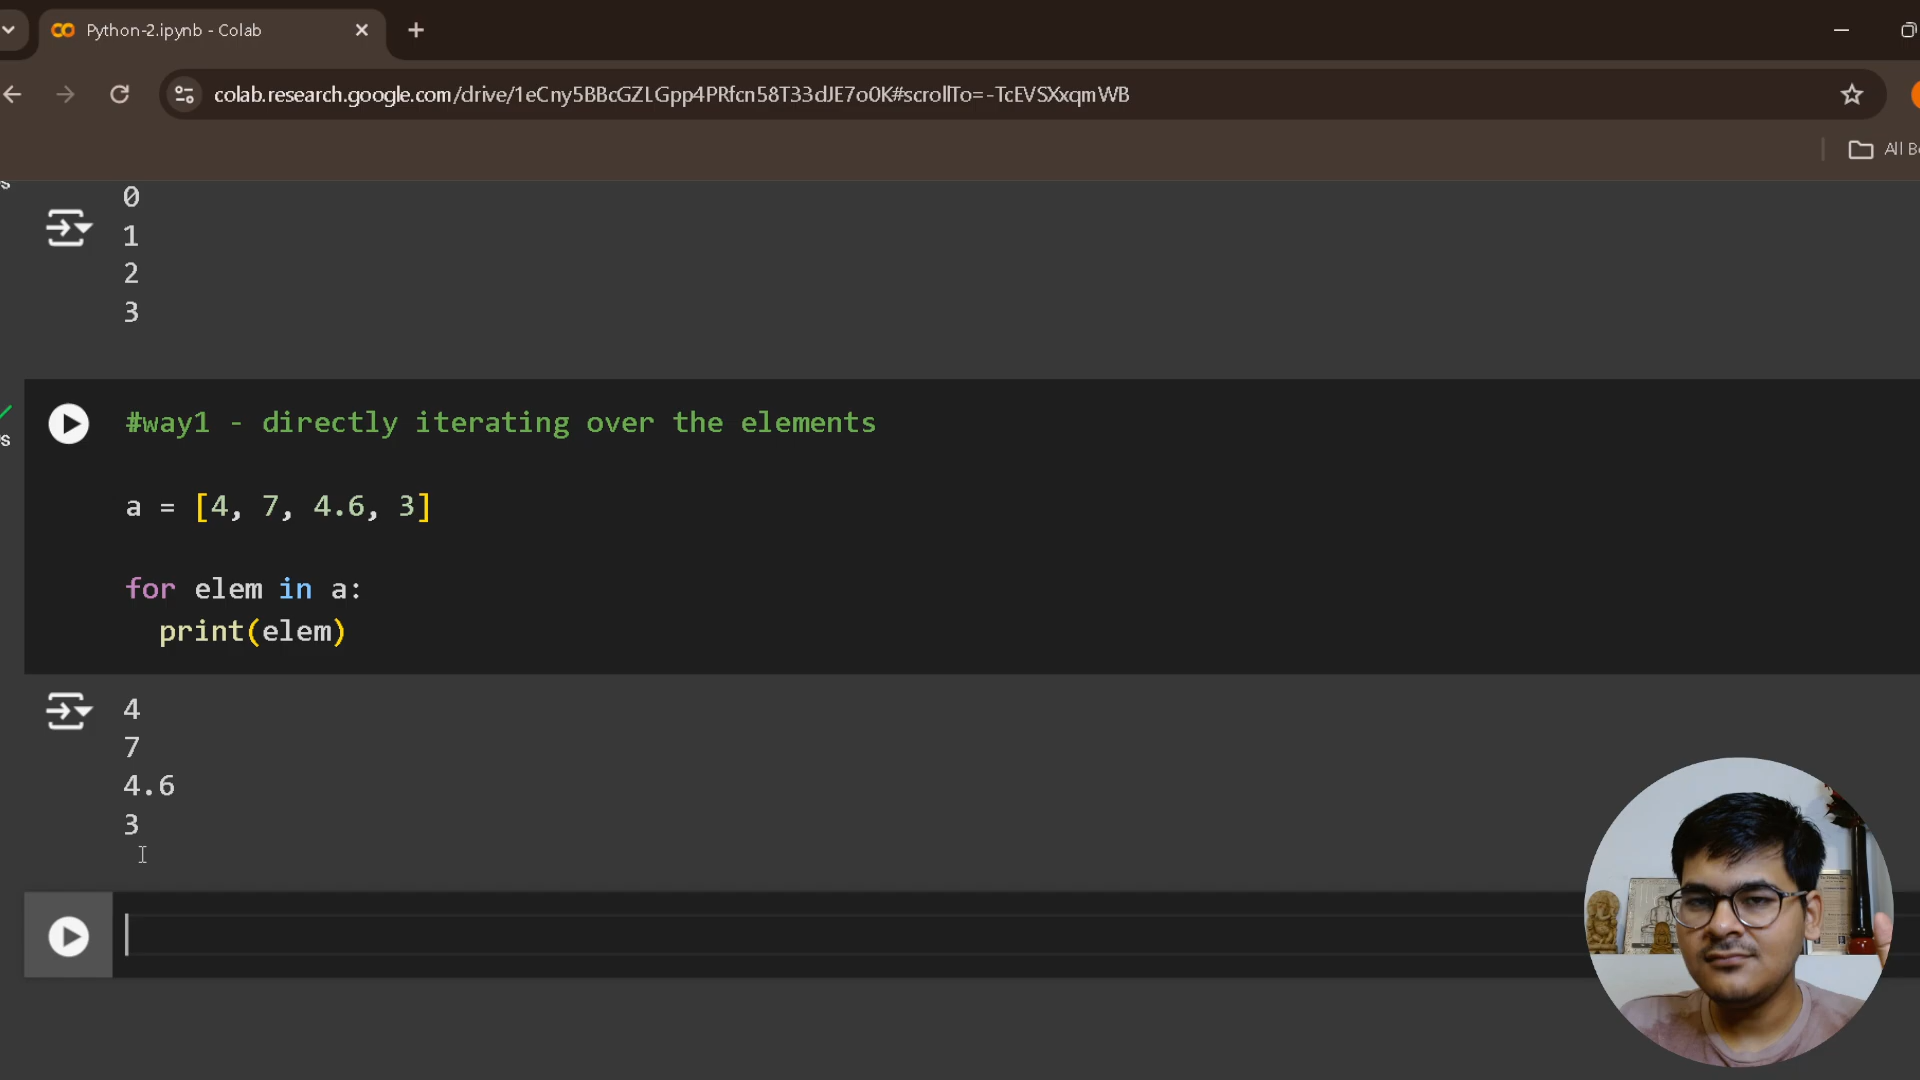 Python-2.ipynb - Colab
colab.research.google.com/drive/1eCny5BBcGZLGpp4PRfcn58T33dJE7o0K#scrollTo=-TcEVSXxqmWB
All B
0
1
2
3
#way1 - directly iterating over the elements
a = [4, 7, 4.6, 3]
for elem in a:
print(elem)
4
7
4.6
3